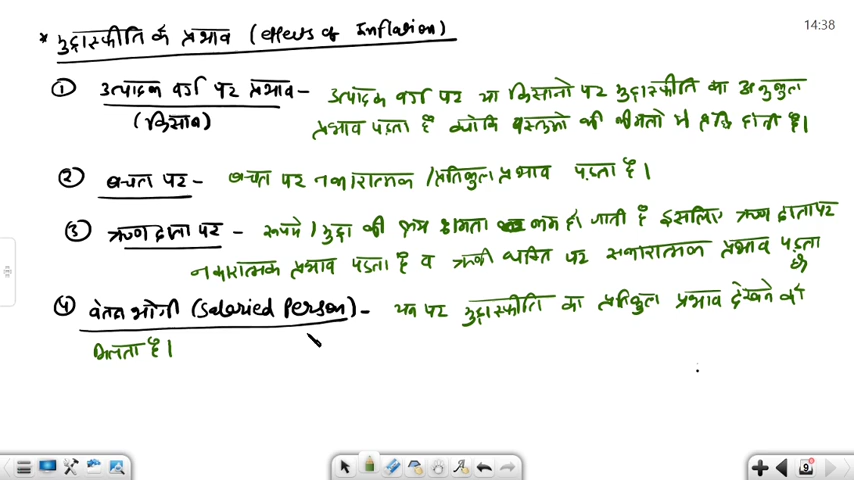 14:38
* मुद्रास्फीति के प्रभाव (effects of Inflation)
① उत्पादक वर्ग पर प्रभाव - उत्पादक वर्ग पर या किसानो पर मुद्रास्फीति का अनुकुल
(किसान) प्रभाव पड़ता है क्योकि वस्तुओ की कीमतो मे वृद्धि होती है।
② बचत पर - बचत पर नकारात्मक / प्रतिकुल प्रभाव पड़ता है।
③ ऋण दाता पर - रूपये / मुद्रा की क्रय क्षमता कम हो जाती है इसलिए ऋण दाता पर
नकारात्मक प्रभाव पड़ता है व ऋणी व्यक्ति पर सकारात्मक प्रभाव पड़ता है
④ वेतन भोगी (Salaried Person) - पर मुद्रास्फीति का प्रतिकुल प्रभाव देखने को
मिलता है।
9